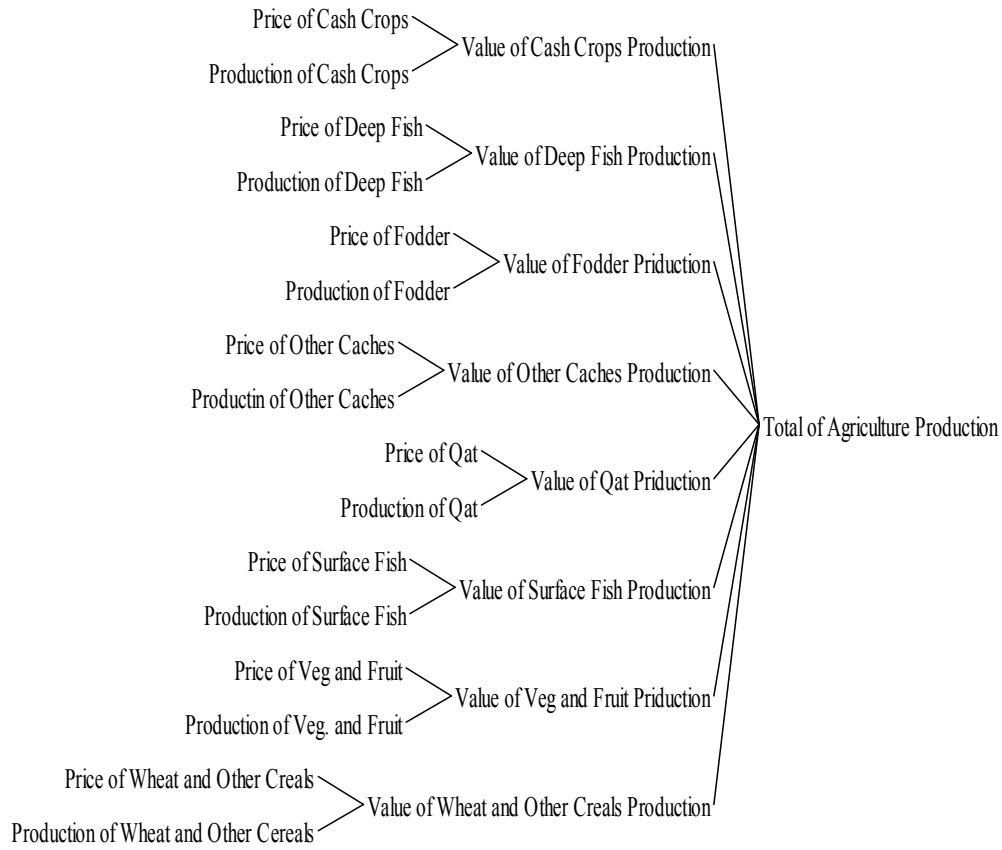 Price of Cash Crops
Value of Cash Crops Production
Production of Cash Crops
Price of Deep Fish
Value of Deep Fish Production
Production of Deep Fish
Price of Fodder
Value of Fodder Priduction
Production of Fodder
Price of Other Caches
Value of Other Caches Production
Productin of Other Caches
Total of Agriculture Production
Price of Qat
Value of Qat Priduction
Production of Qat
Price of Surface Fish
Value of Surface Fish Production
Production of Surface Fish
Price of Veg and Fruit
Value of Veg and Fruit Priduction
Production of Veg. and Fruit
Price of Wheat and Other Creals
Value of Wheat and Other Creals Production
Production of Wheat and Other Cereals